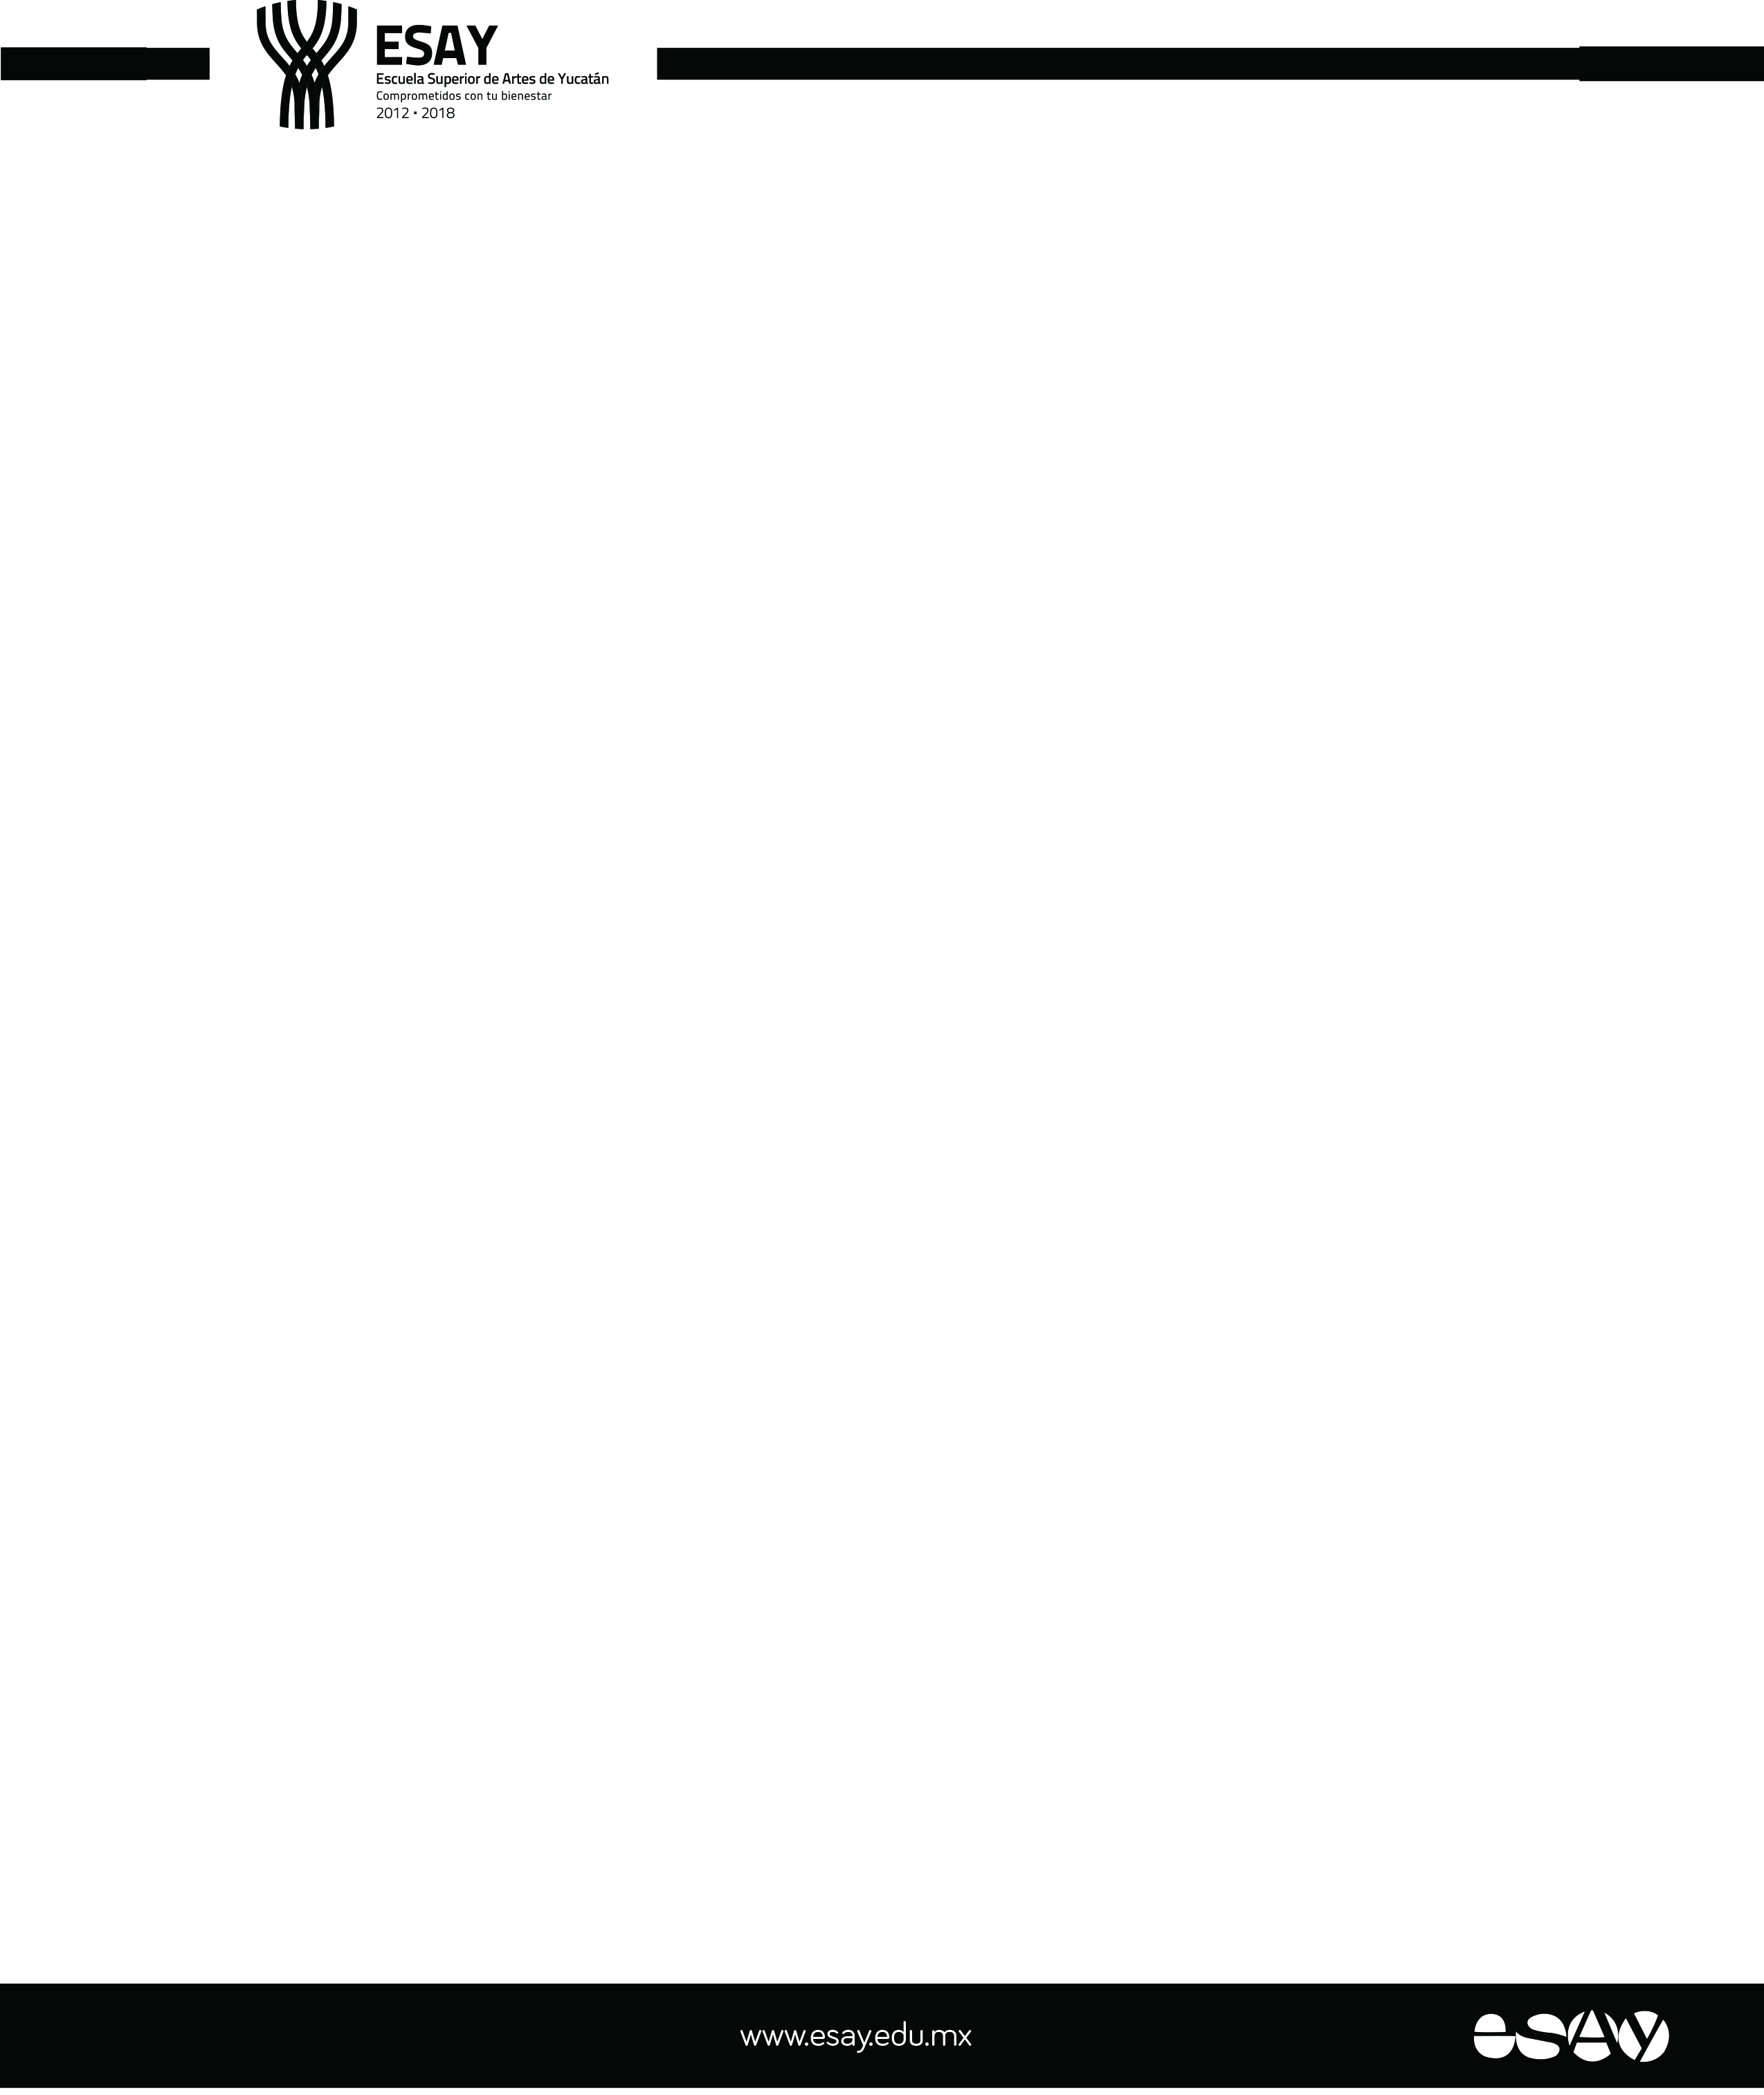 ESAY
Escuela Superior de Artes de Yucatán
Comprometidos con tu bienestar
2012 • 2018
www.esay.edu.mx
esay